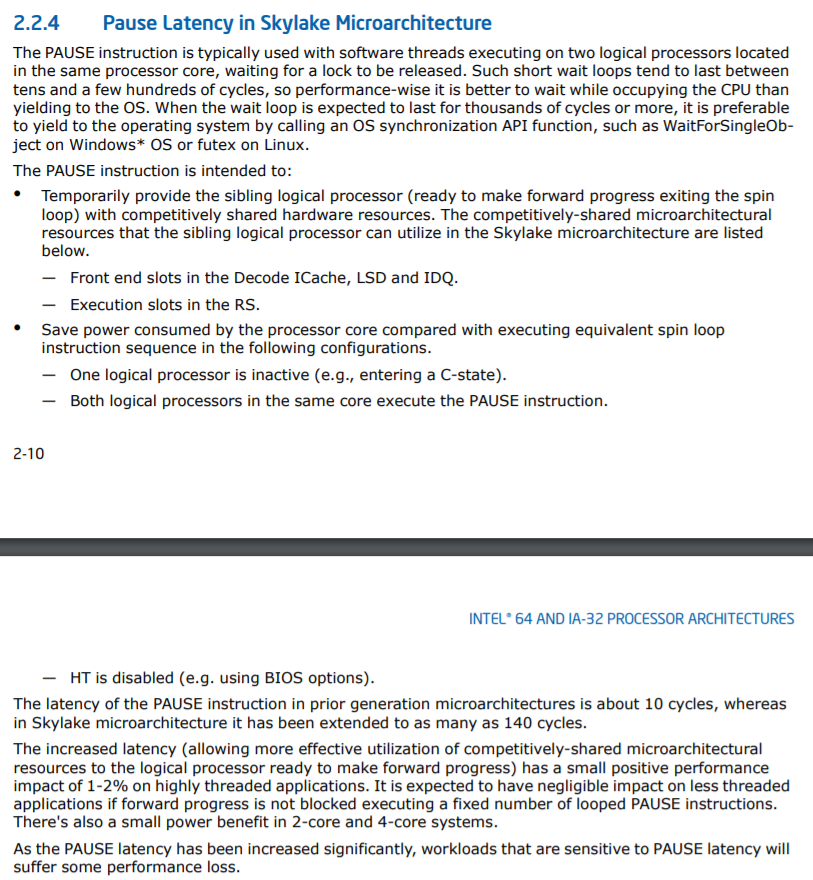 2.2.4 Pause Latency in Skylake Microarchitecture
The PAUSE instruction is typically used with software threads executing on two logical processors located
in the same processor core, waiting for a lock to be released. Such short wait loops tend to last between
tens and a few hundreds of cycles, so performance-wise it is better to wait while occupying the CPU than
yielding to the OS. When the wait loop is expected to last for thousands of cycles or more, it is preferable
to yield to the operating system by calling an OS synchronization API function, such as WaitForSingleOb-
ject on Windows* OS or futex on Linux.
The PAUSE instruction is intended to:
• Temporarily provide the sibling logical processor (ready to make forward progress exiting the spin
loop) with competitively shared hardware resources. The competitively-shared microarchitectural
resources that the sibling logical processor can utilize in the Skylake microarchitecture are listed
below.
— Front end slots in the Decode ICache, LSD and IDQ.
— Execution slots in the RS.
• Save power consumed by the processor core compared with executing equivalent spin loop
instruction sequence in the following configurations.
— One logical processor is inactive (e.g., entering a C-state).
— Both logical processors in the same core execute the PAUSE instruction.
2-10
INTEL® 64 AND IA-32 PROCESSOR ARCHITECTURES
— HT is disabled (e.g. using BIOS options).
The latency of the PAUSE instruction in prior generation microarchitectures is about 10 cycles, whereas
in Skylake microarchitecture it has been extended to as many as 140 cycles.
The increased latency (allowing more effective utilization of competitively-shared microarchitectural
resources to the logical processor ready to make forward progress) has a small positive performance
impact of 1-2% on highly threaded applications. It is expected to have negligible impact on less threaded
applications if forward progress is not blocked executing a fixed number of looped PAUSE instructions.
There's also a small power benefit in 2-core and 4-core systems.
As the PAUSE latency has been increased significantly, workloads that are sensitive to PAUSE latency will
suffer some performance loss.